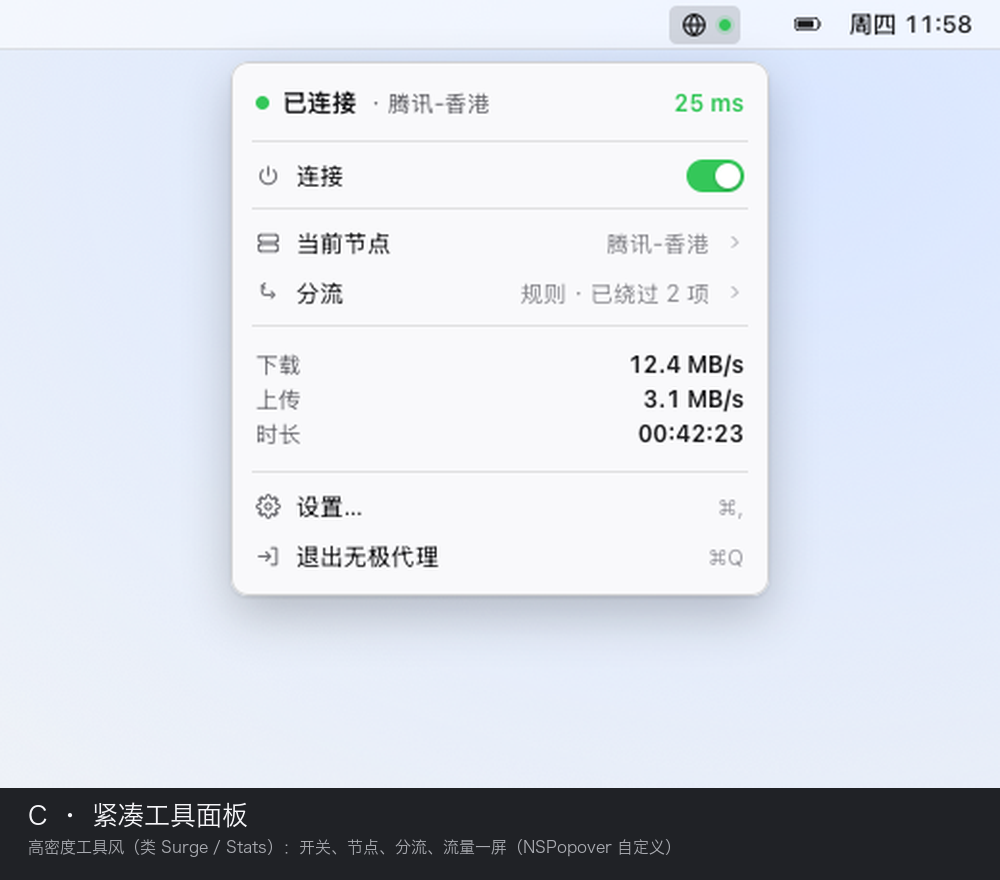 周四 11:58
已连接 · 腾讯-香港 25 ms
连接
当前节点 腾讯-香港
分流 规则 · 已绕过 2 项
下载 12.4 MB/s
上传 3.1 MB/s
时长 00:42:23
设置... ⌘,
退出无极代理 ⌘Q
C · 紧凑工具面板
高密度工具风（类 Surge / Stats）：开关、节点、分流、流量一屏（NSPopover 自定义）